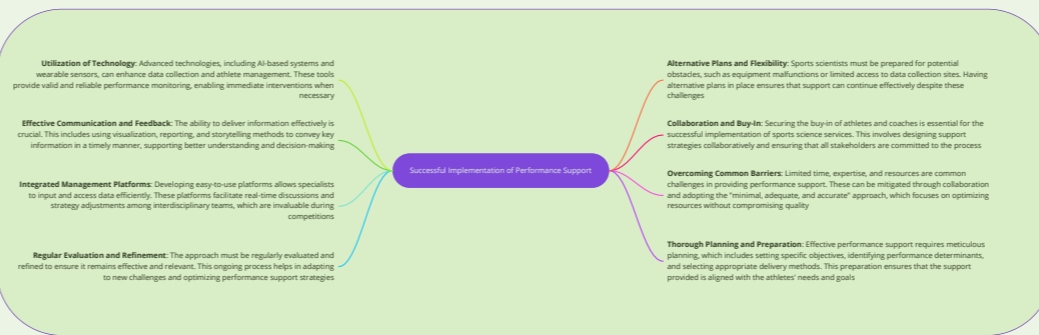 Utilization of Technology: Advanced technologies, including AI-based systems and
wearable sensors, can enhance data collection and athlete management. These tools
provide valid and reliable performance monitoring, enabling immediate interventions when
necessary
Effective Communication and Feedback: The ability to deliver information effectively is
crucial. This includes using visualization, reporting, and storytelling methods to convey key
information in a timely manner, supporting better understanding and decision-making
Integrated Management Platforms: Developing easy-to-use platforms allows specialists
to input and access data efficiently. These platforms facilitate real-time discussions and
strategy adjustments among interdisciplinary teams, which are invaluable during
competitions
Regular Evaluation and Refinement: The approach must be regularly evaluated and
refined to ensure it remains effective and relevant. This ongoing process helps in adapting
to new challenges and optimizing performance support strategies
Successful Implementation of Performance Support
Alternative Plans and Flexibility: Sports scientists must be prepared for potential
obstacles, such as equipment malfunctions or limited access to data collection sites. Having
alternative plans in place ensures that support can continue effectively despite these
challenges
Collaboration and Buy-In: Securing the buy-in of athletes and coaches is essential for the
successful implementation of sports science services. This involves designing support
strategies collaboratively and ensuring that all stakeholders are committed to the process
Overcoming Common Barriers: Limited time, expertise, and resources are common
challenges in providing performance support. These can be mitigated through collaboration
and adopting the "minimal, adequate, and accurate" approach, which focuses on optimizing
resources without compromising quality
Thorough Planning and Preparation: Effective performance support requires meticulous
planning, which includes setting specific objectives, identifying performance determinants,
and selecting appropriate delivery methods. This preparation ensures that the support
provided is aligned with the athletes' needs and goals